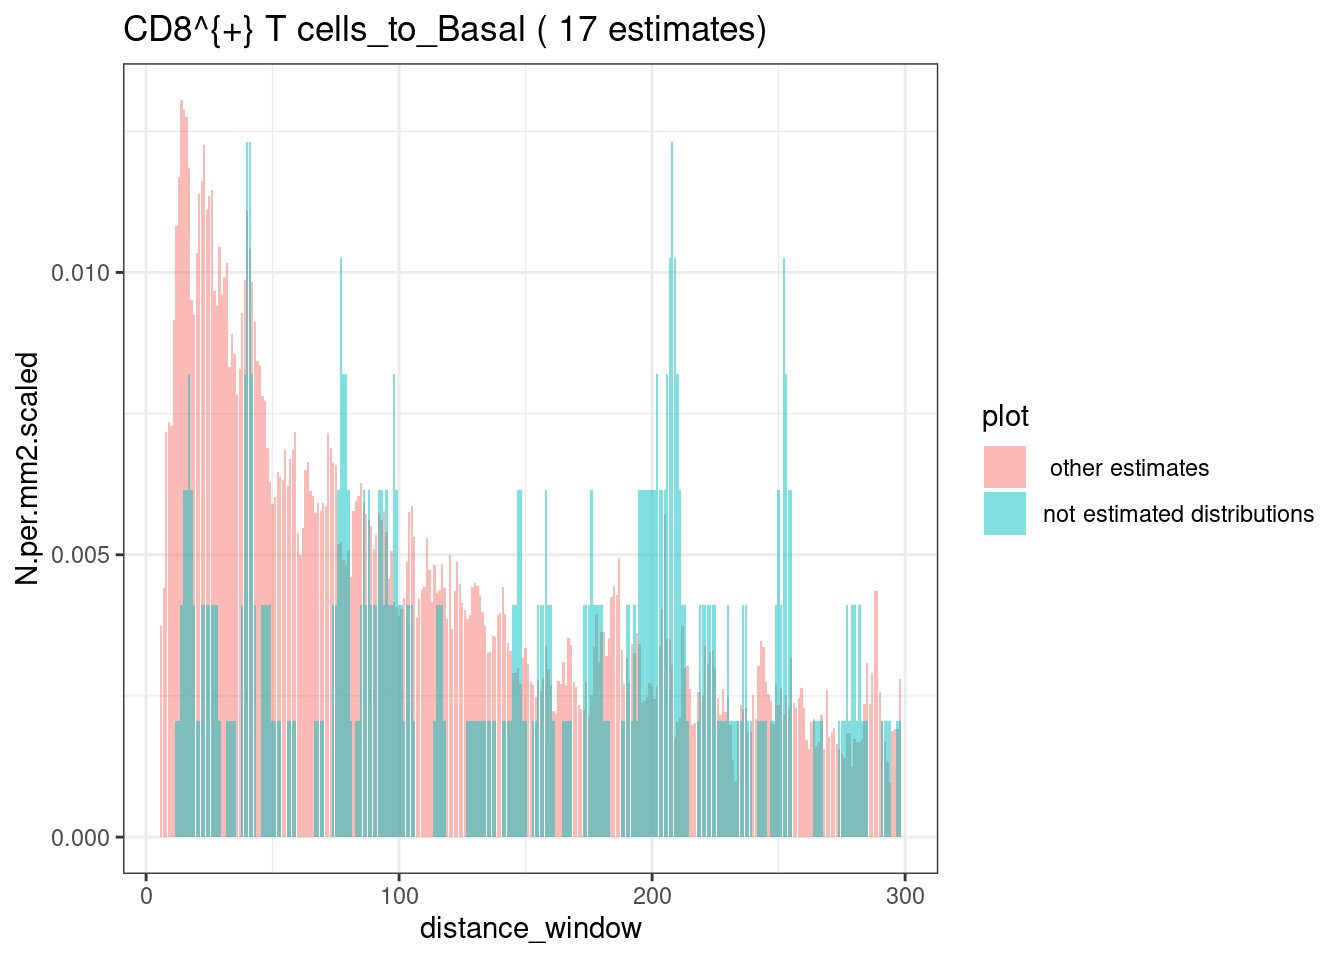 CD8^{+} T cells_to_Basal ( 17 estimates)
N.per.mm2.scaled
0.010
0.005
0.000
0
100
200
300
distance_window
plot
other estimates
not estimated distributions